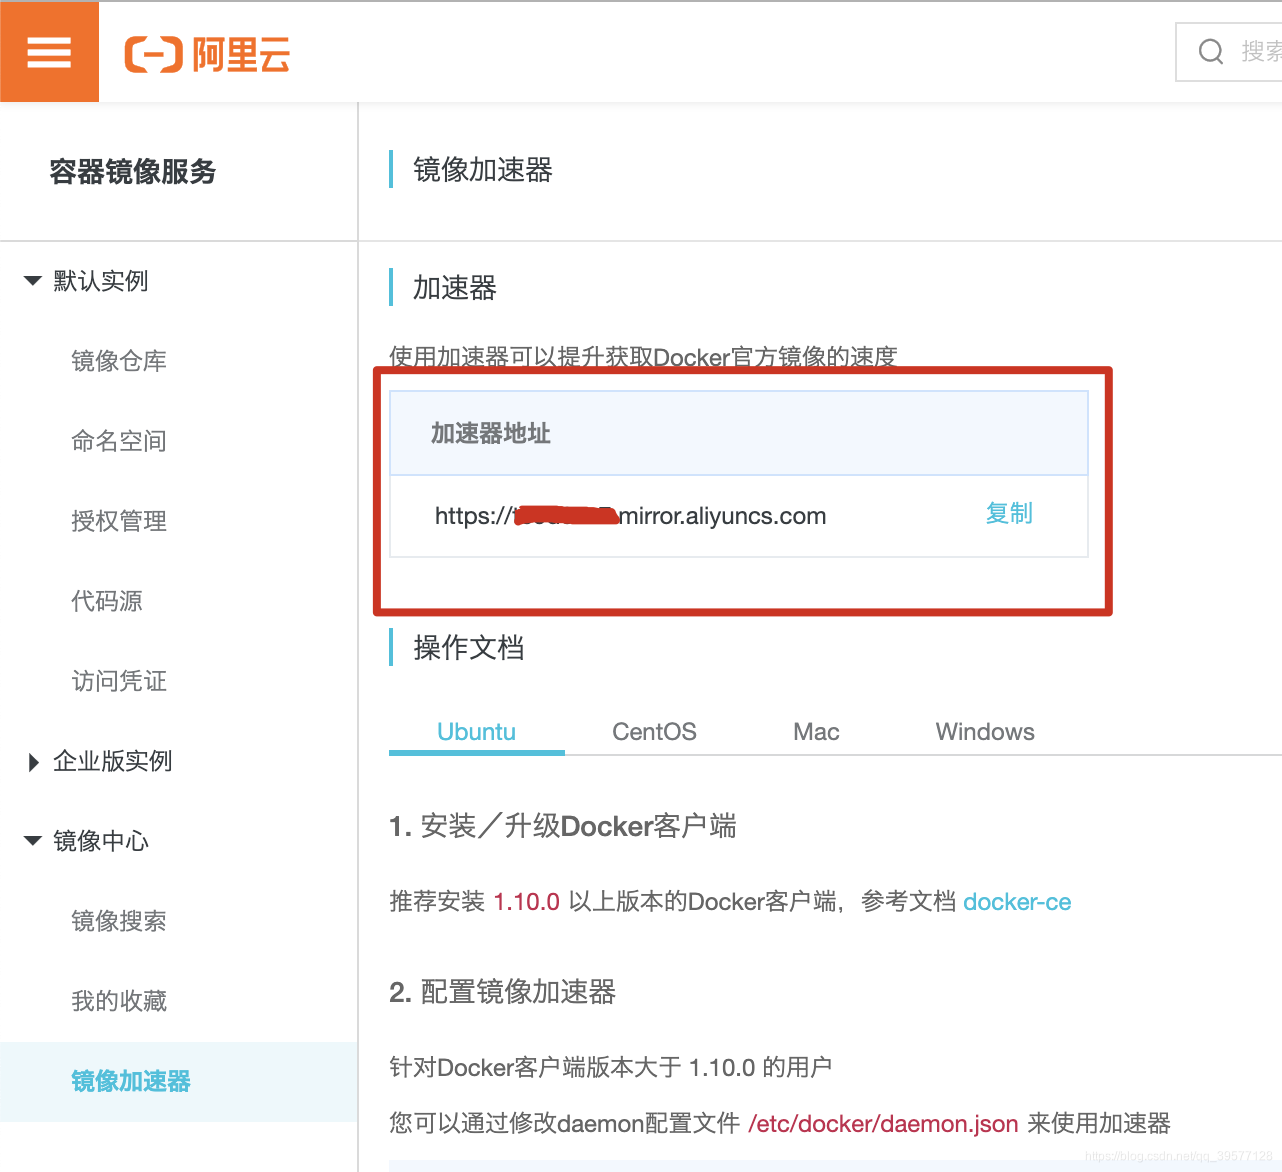 阿里云
搜索
容器镜像服务
镜像加速器
默认实例
镜像仓库
命名空间
授权管理
代码源
访问凭证
企业版实例
镜像中心
镜像搜索
我的收藏
镜像加速器
加速器
使用加速器可以提升获取Docker官方镜像的速度
加速器地址
https:// mirror.aliyuncs.com 复制
操作文档
Ubuntu CentOS Mac Windows
1. 安装／升级Docker客户端
推荐安装 1.10.0 以上版本的Docker客户端，参考文档 docker-ce
2. 配置镜像加速器
针对Docker客户端版本大于 1.10.0 的用户
您可以通过修改daemon配置文件 /etc/docker/daemon.json 来使用加速器
https://blog.csdn.net/qq_39577128